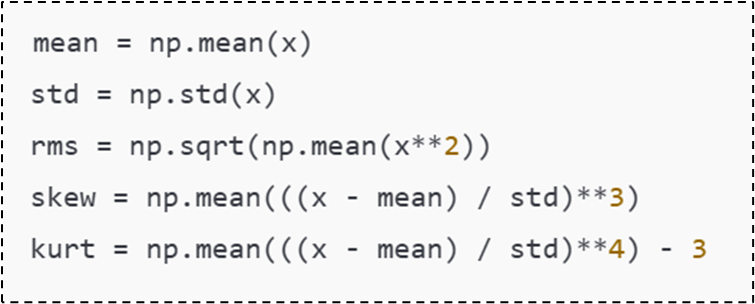 mean = np.mean(x)
std = np.std(x)
rms = np.sqrt(np.mean(x**2))
skew = np.mean(((x - mean) / std)**3)
kurt = np.mean(((x - mean) / std)**4) - 3